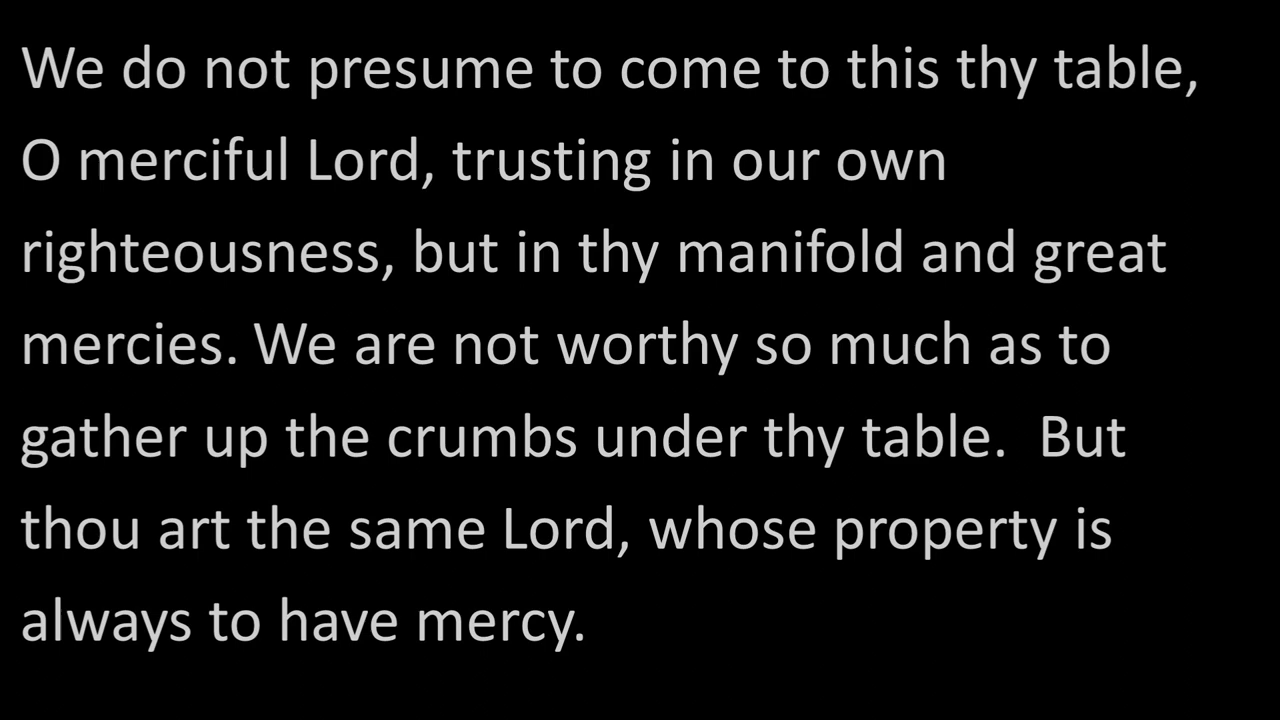 We do not presume to come to this thy table,
O merciful Lord, trusting in our own
righteousness, but in thy manifold and great
mercies. We are not worthy so much as to
gather up the crumbs under thy table.  But
thou art the same Lord, whose property is
always to have mercy.